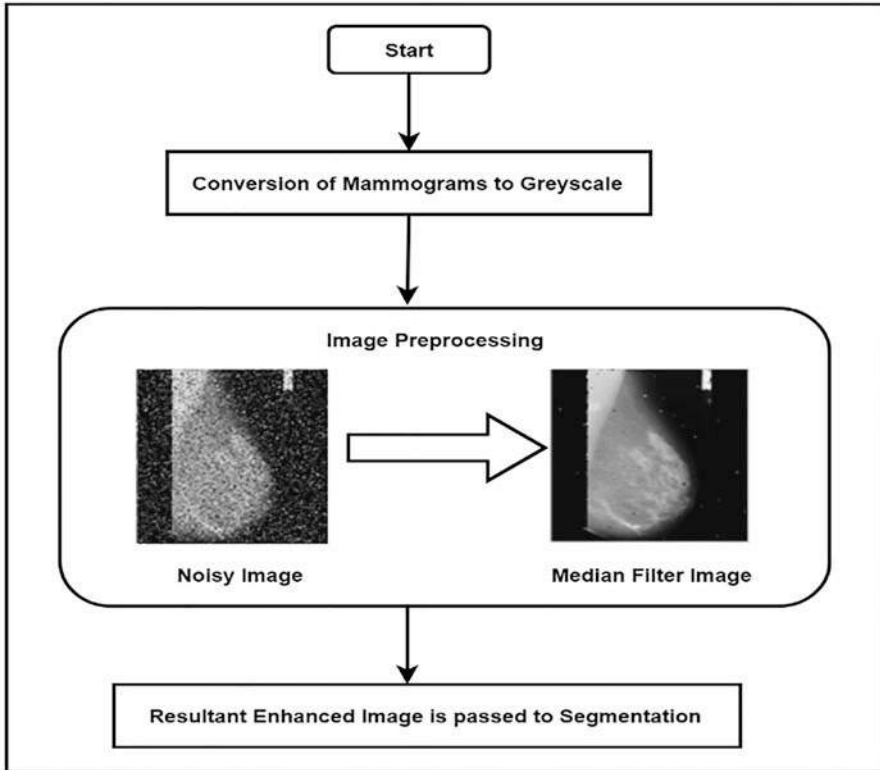 Start
Conversion of Mammograms to Greyscale
Image Preprocessing
Noisy Image
Median Filter Image
Resultant Enhanced Image is passed to Segmentation